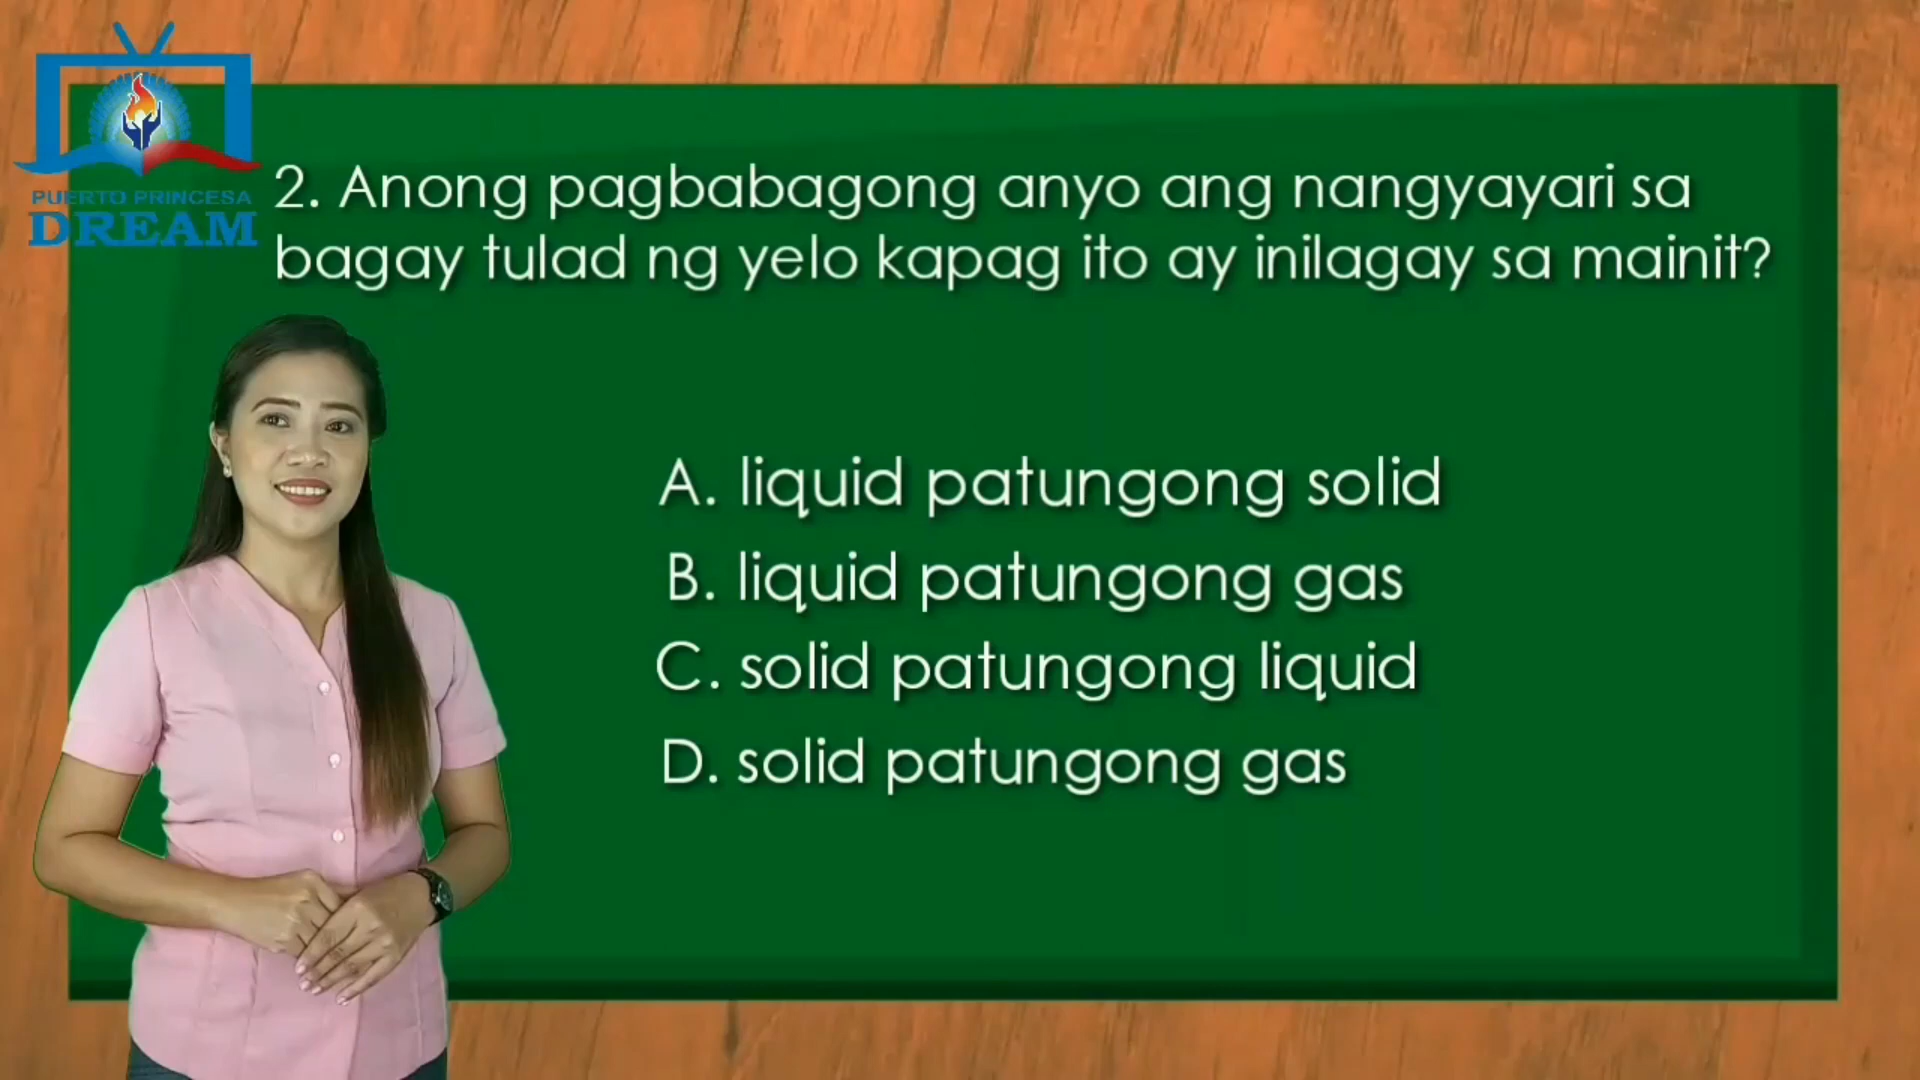 PUERTO PRINCESA
DREAM
2. Anong pagbabagong anyo ang nangyayari sa
bagay tulad ng yelo kapag ito ay inilagay sa mainit?
A. liquid patungong solid
B. liquid patungong gas
C. solid patungong liquid
D. solid patungong gas